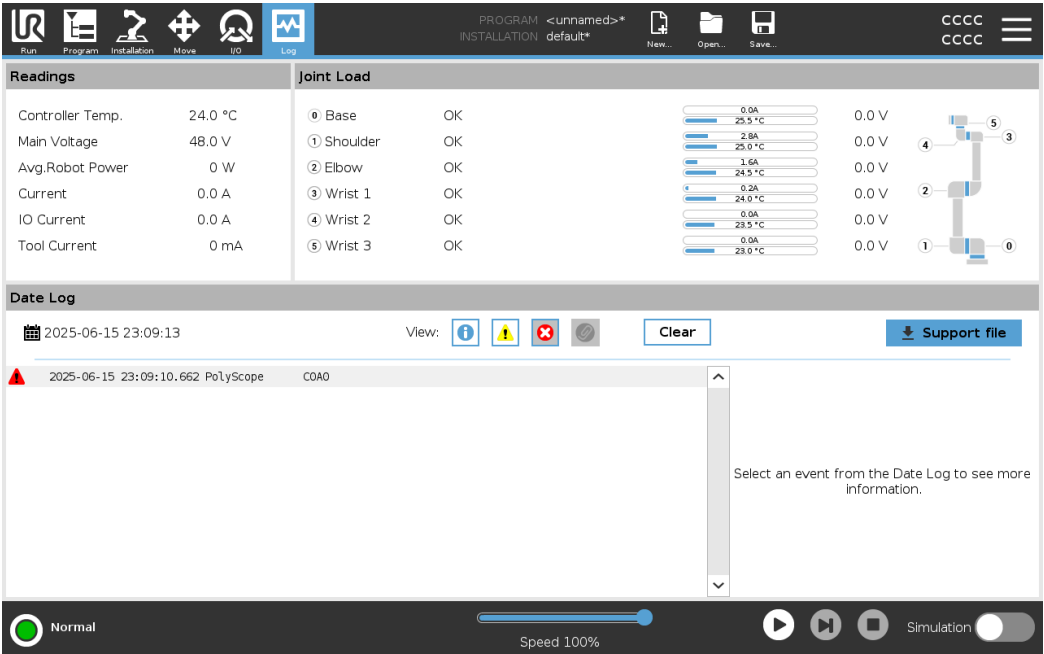 PROGRAM <unnamed>*
INSTALLATION default*
CCCC
CCCC
Run Program Installation Move I/O Log New... Open... Save...
Readings
Controller Temp. 24.0 °C
Main Voltage 48.0 V
Avg.Robot Power 0 W
Current 0.0 A
IO Current 0.0 A
Tool Current 0 mA
Joint Load
0 Base OK 0.0A 25.5 °C 0.0 V
1 Shoulder OK 2.8A 25.0 °C 0.0 V
2 Elbow OK 1.6A 24.5 °C 0.0 V
3 Wrist 1 OK 0.2A 24.0 °C 0.0 V
4 Wrist 2 OK 0.0A 23.5 °C 0.0 V
5 Wrist 3 OK 0.0A 23.0 °C 0.0 V
5
3
4
2
1 0
Date Log
2025-06-15 23:09:13 View: Clear Support file
2025-06-15 23:09:10.662 PolyScope C0A0
Select an event from the Date Log to see more
information.
Normal
Speed 100%
Simulation